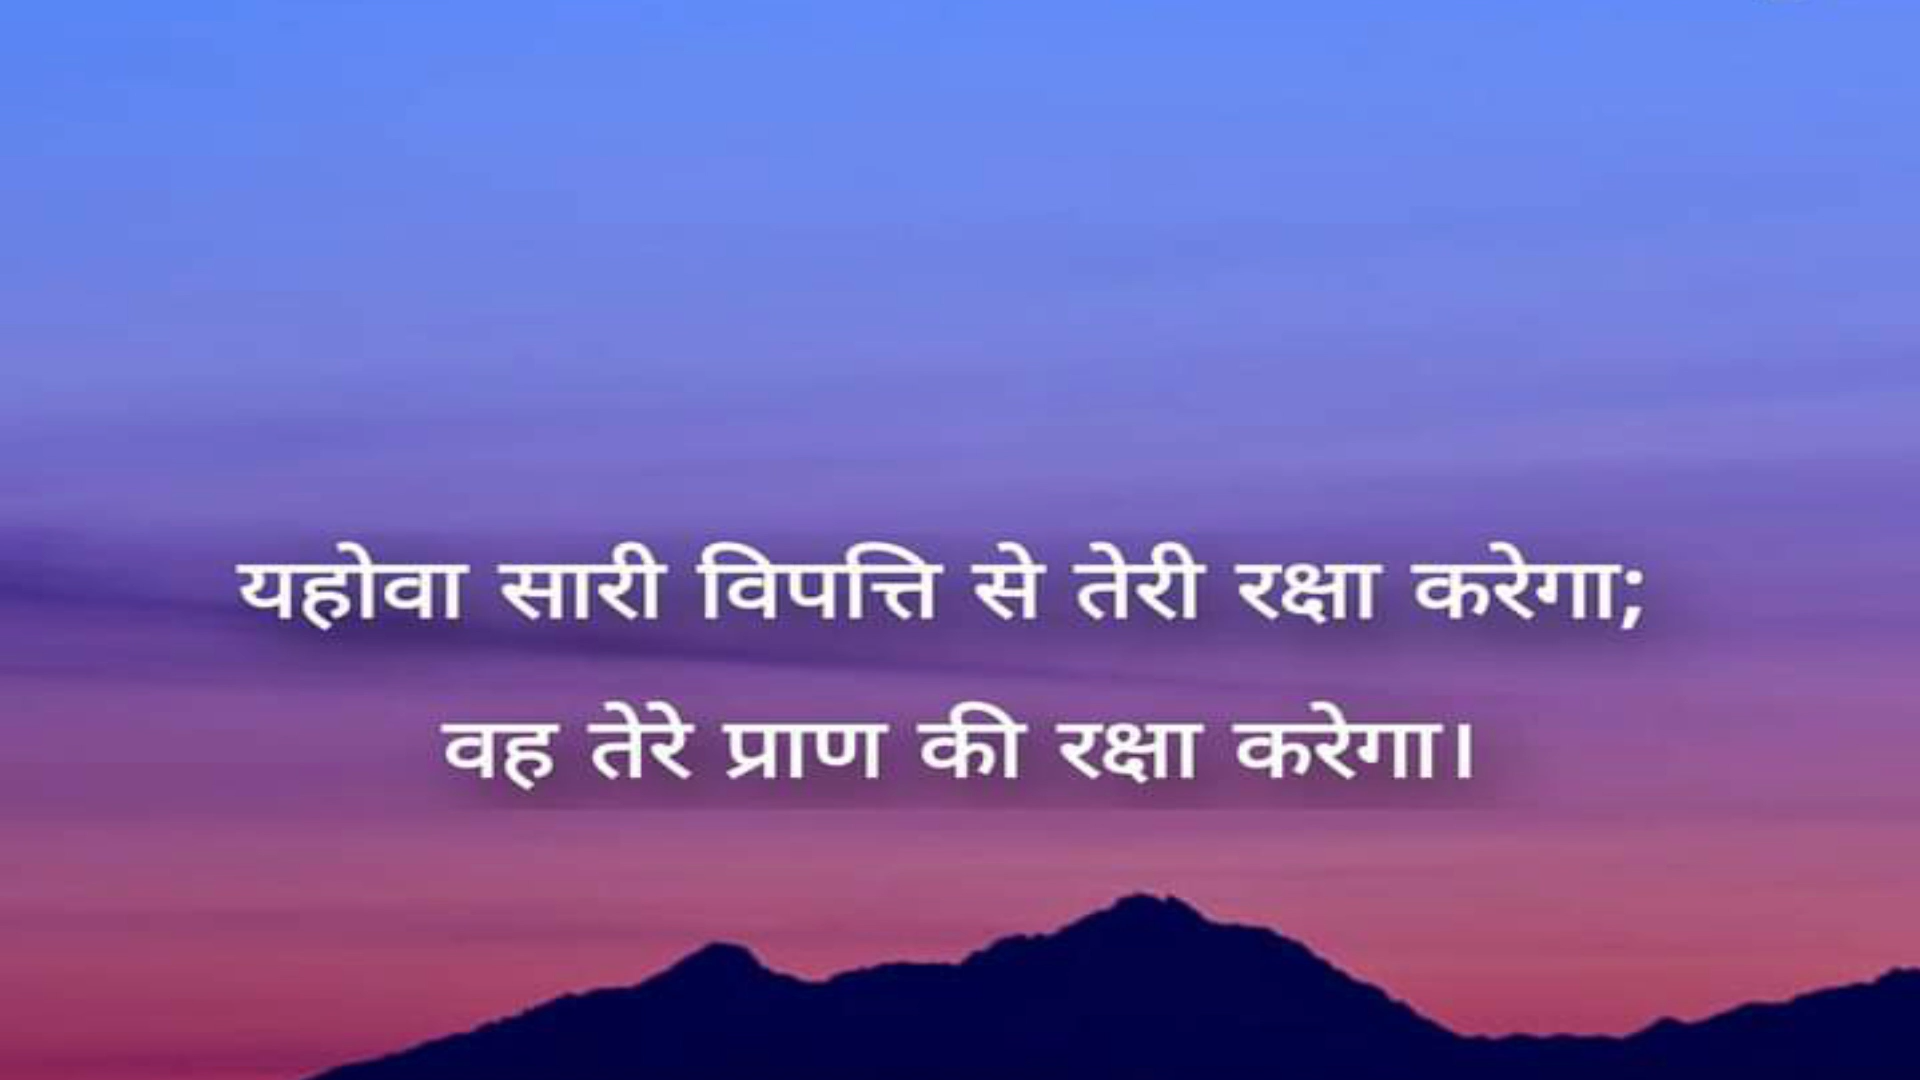 यहोवा सारी विपत्ति से तेरी रक्षा करेगा;
वह तेरे प्राण की रक्षा करेगा।